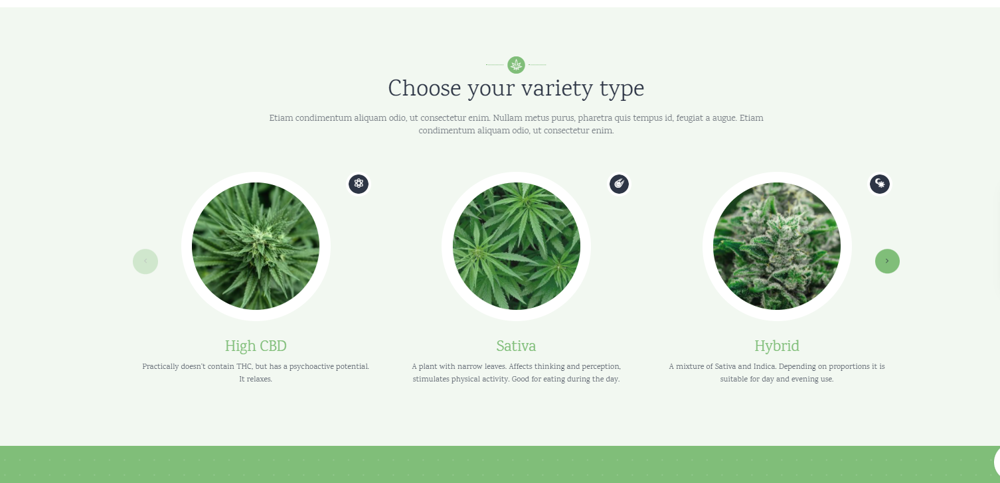 Choose your variety type
Etiam condimentum aliquam odio, ut consectetur enim. Nullam metus purus, pharetra quis tempus id, feugiat a augue. Etiam
condimentum aliquam odio, ut consectetur enim.
High CBD
Practically doesn't contain THC, but has a psychoactive potential.
It relaxes.
Sativa
A plant with narrow leaves. Affects thinking and perception,
stimulates physical activity. Good for eating during the day.
Hybrid
A mixture of Sativa and Indica. Depending on proportions it is
suitable for day and evening use.